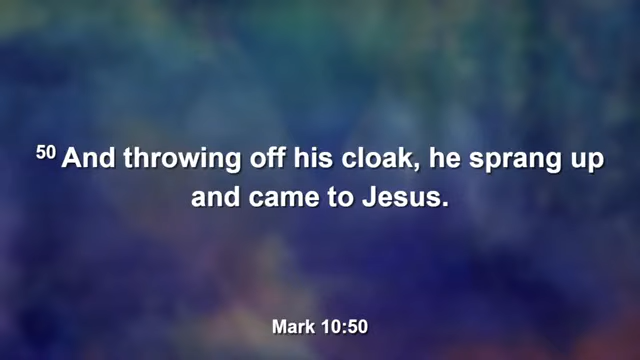 50 And throwing off his cloak, he sprang up
and came to Jesus.
Mark 10:50